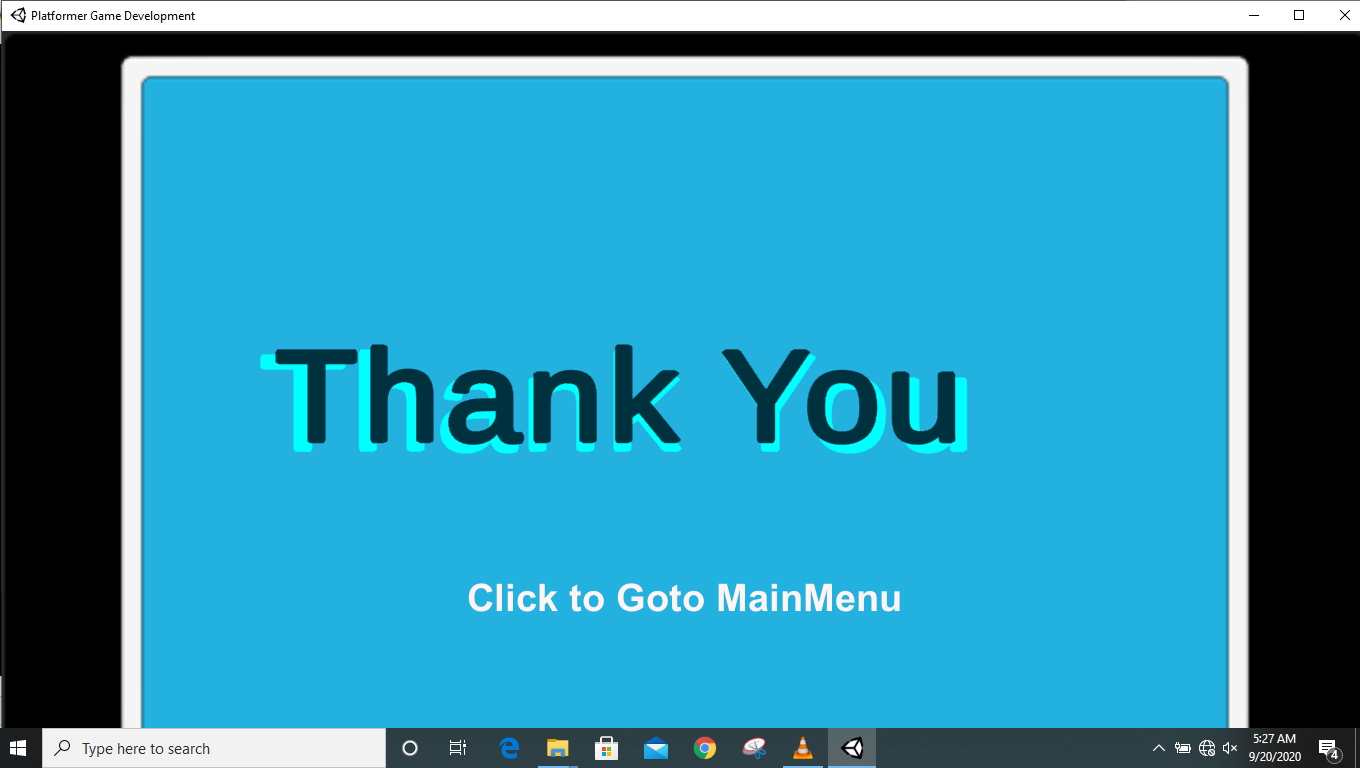 Platformer Game Development
Thank You
Click to Goto MainMenu
Type here to search
5:27 AM
9/20/2020
4